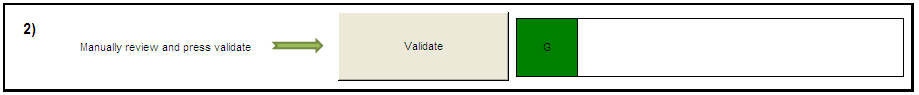 2)
Manually review and press validate
Validate
G